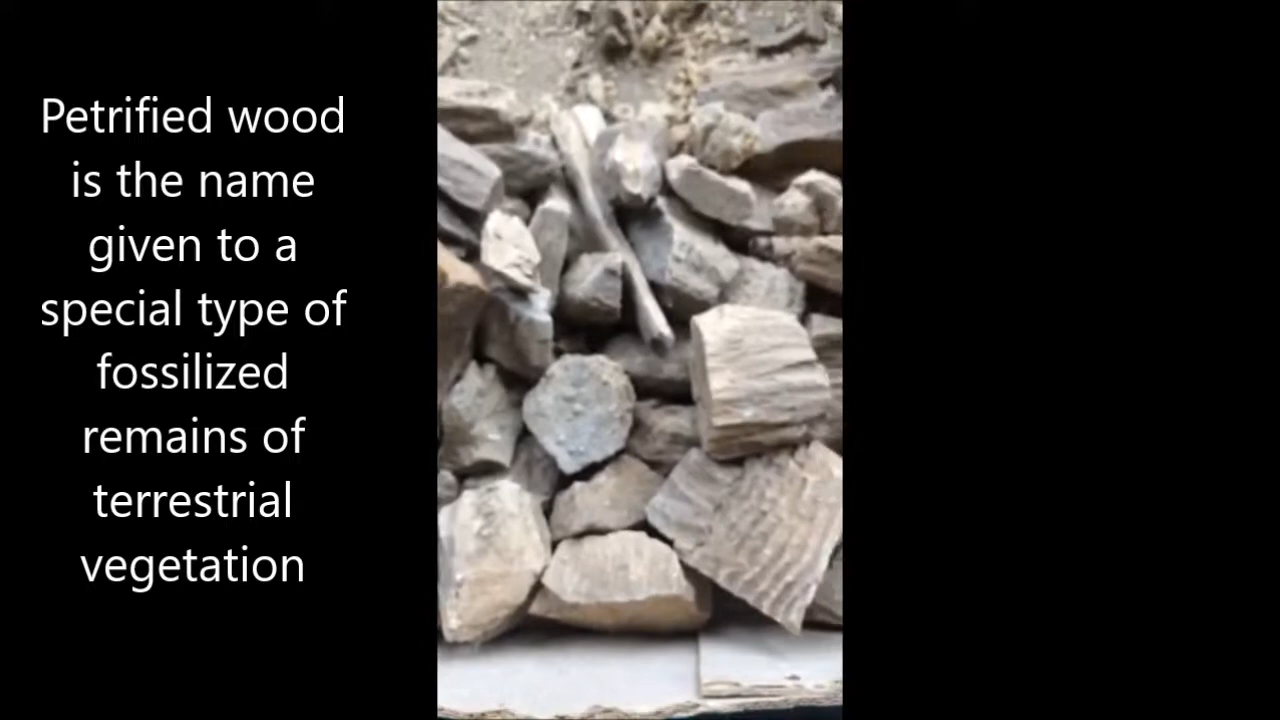 Petrified wood
is the name
given to a
special type of
fossilized
remains of
terrestrial
vegetation